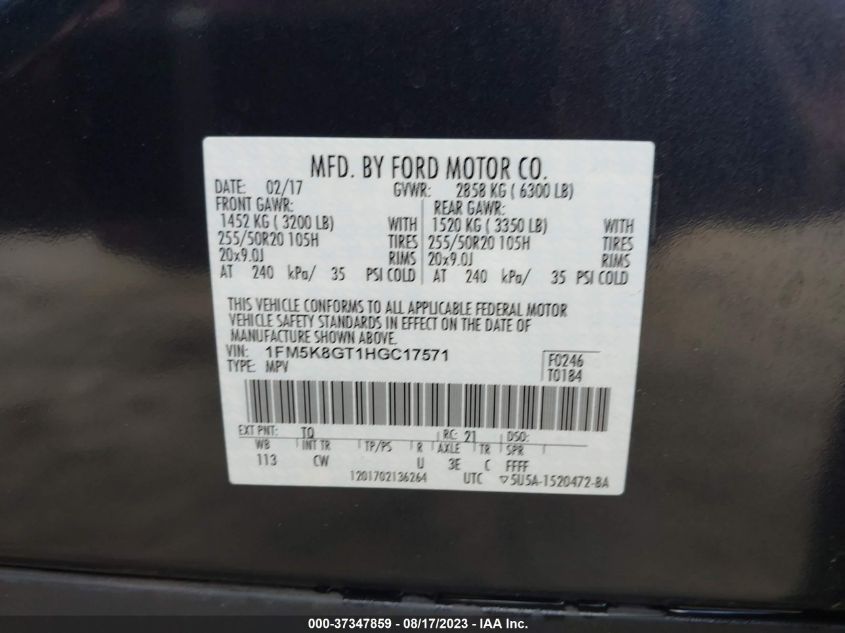 MFD. BY FORD MOTOR CO.
DATE: 02/17 GVWR: 2858 KG ( 6300 LB)
FRONT GAWR: REAR GAWR:
1452 KG ( 3200 LB) WITH 1520 KG ( 3350 LB) WITH
255/50R20 105H TIRES 255/50R20 105H TIRES
20x9.0J RIMS 20x9.0J RIMS
AT 240 kPa/ 35 PSI COLD AT 240 kPa/ 35 PSI COLD
THIS VEHICLE CONFORMS TO ALL APPLICABLE FEDERAL MOTOR
VEHICLE SAFETY STANDARDS IN EFFECT ON THE DATE OF
MANUFACTURE SHOWN ABOVE.
VIN: 1FM5K8GT1HGC17571 F0246
TYPE: MPV T0184
EXT PNT: TQ RC: 21 DSO:
WB INT TR TP/PS R AXLE TR SPR
113 CW U 3E C FFFF
1201702136264 UTC ▽5U5A-1520472-BA
000-37347859 — 08/17/2023 - IAA Inc.